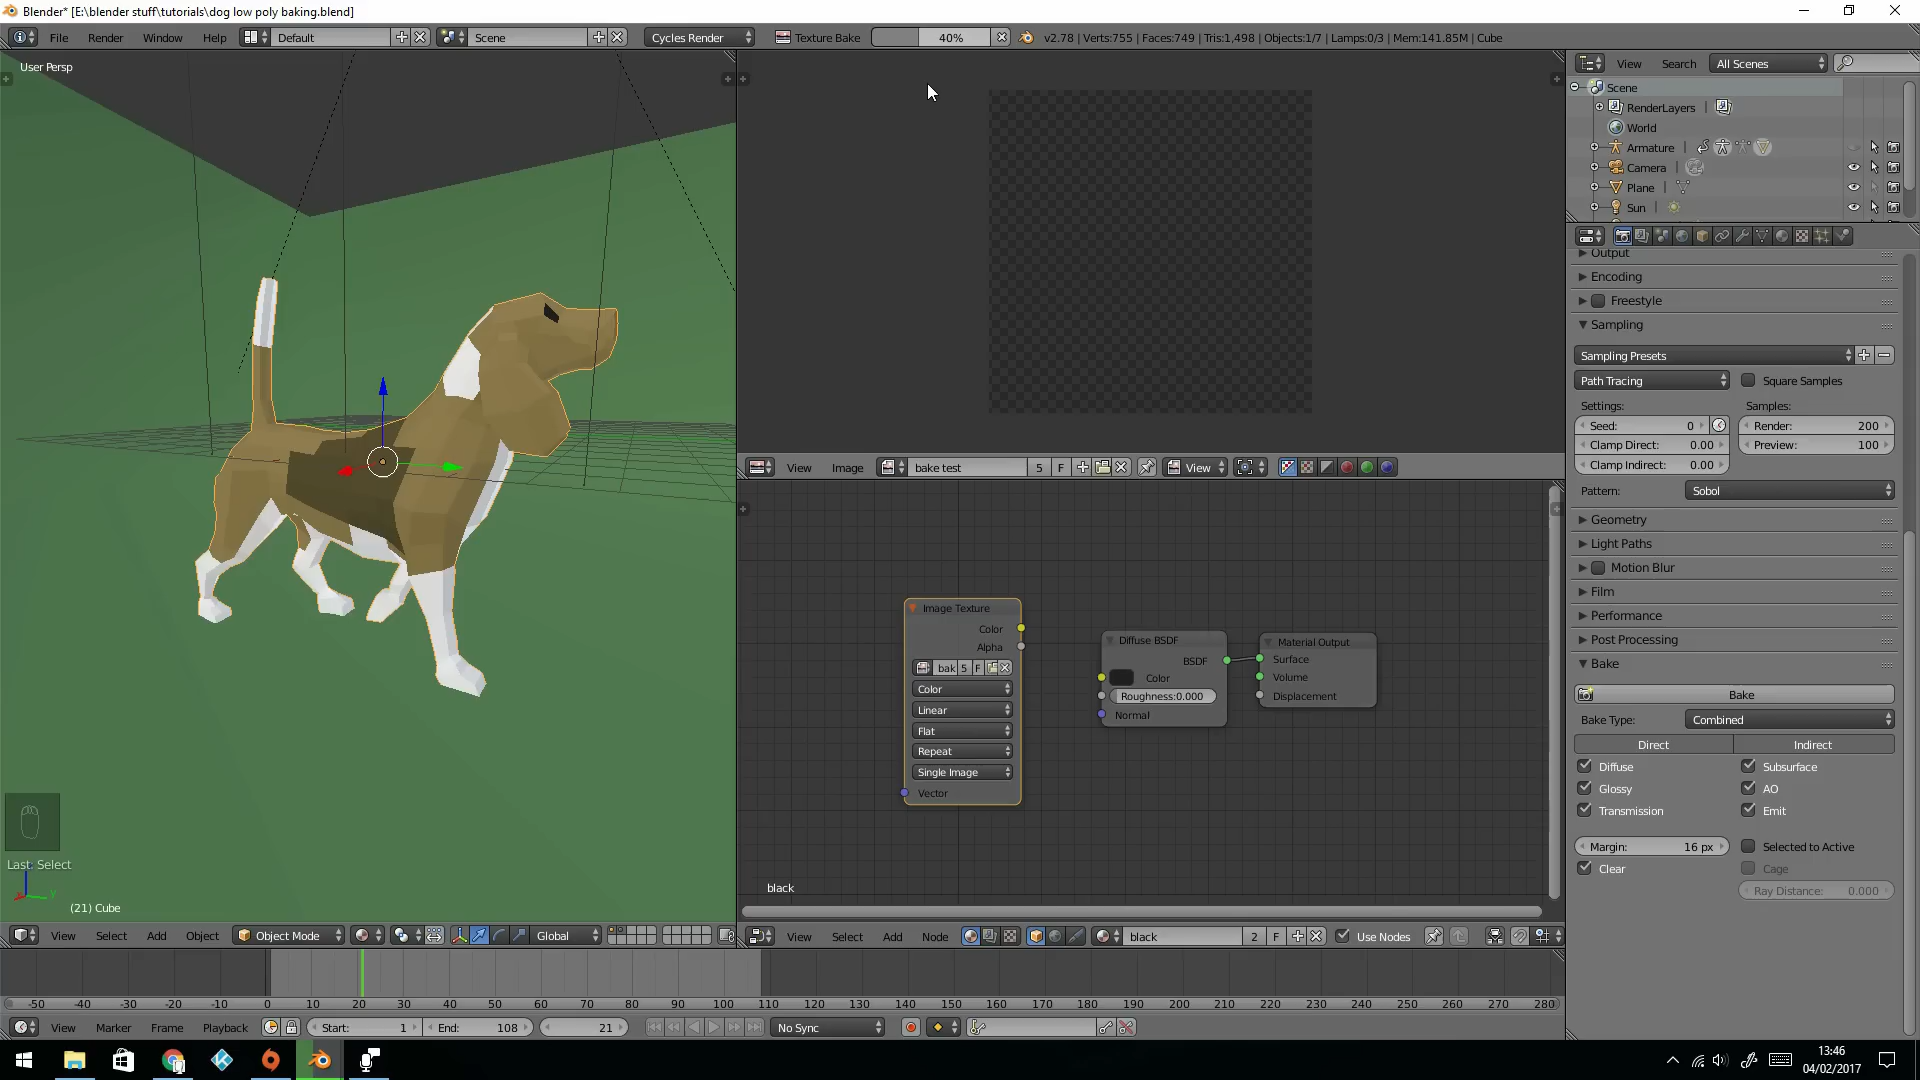 Blender* [E:\blender stuff\tutorials\dog low poly baking.blend]
File Render Window Help Default Scene Cycles Render Texture Bake 40% v2.78 | Verts:755 | Faces:749 | Tris:1,498 | Objects:1/7 | Lamps:0/3 | Mem:141.85M | Cube
User Persp
View Search All Scenes
Scene
RenderLayers
World
Armature
Camera
Plane
Sun
Output
Encoding
Freestyle
Sampling
Sampling Presets
Path Tracing Square Samples
Settings: Samples:
Seed: 0 Render: 200
Clamp Direct: 0.00 Preview: 100
Clamp Indirect: 0.00
Pattern: Sobol
Geometry
Light Paths
Motion Blur
Film
Performance
Post Processing
Bake
Bake
Bake Type: Combined
Direct Indirect
Diffuse Subsurface
Glossy AO
Transmission Emit
Margin: 16 px Selected to Active
Clear Cage
Ray Distance: 0.000
View Image bake test 5 F View
Image Texture
Color
Alpha
bak 5 F
Color
Linear
Flat
Repeat
Single Image
Vector
Diffuse BSDF
BSDF
Color
Roughness:0.000
Normal
Material Output
Surface
Volume
Displacement
black
Last: Select
(21) Cube
View Select Add Object Object Mode Global
View Select Add Node black 2 F Use Nodes
-50 -40 -30 -20 -10 0 10 20 30 40 50 60 70 80 90 100 110 120 130 140 150 160 170 180 190 200 210 220 230 240 250 260 270 280
View Marker Frame Playback Start: 1 End: 108 21 No Sync
13:46
04/02/2017